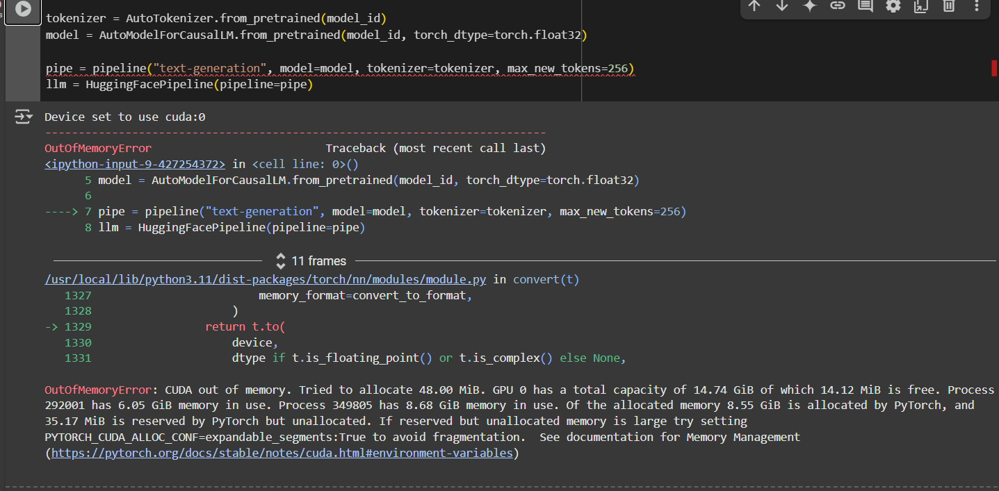 tokenizer = AutoTokenizer.from_pretrained(model_id)
model = AutoModelForCausalLM.from_pretrained(model_id, torch_dtype=torch.float32)
pipe = pipeline("text-generation", model=model, tokenizer=tokenizer, max_new_tokens=256)
llm = HuggingFacePipeline(pipeline=pipe)
Device set to use cuda:0
---------------------------------------------------------------------------
OutOfMemoryError                          Traceback (most recent call last)
<ipython-input-9-427254372> in <cell line: 0>()
      5 model = AutoModelForCausalLM.from_pretrained(model_id, torch_dtype=torch.float32)
      6
----> 7 pipe = pipeline("text-generation", model=model, tokenizer=tokenizer, max_new_tokens=256)
      8 llm = HuggingFacePipeline(pipeline=pipe)
11 frames
/usr/local/lib/python3.11/dist-packages/torch/nn/modules/module.py in convert(t)
   1327                         memory_format=convert_to_format,
   1328                     )
-> 1329                 return t.to(
   1330                     device,
   1331                     dtype if t.is_floating_point() or t.is_complex() else None,
OutOfMemoryError: CUDA out of memory. Tried to allocate 48.00 MiB. GPU 0 has a total capacity of 14.74 GiB of which 14.12 MiB is free. Process
292001 has 6.05 GiB memory in use. Process 349805 has 8.68 GiB memory in use. Of the allocated memory 8.55 GiB is allocated by PyTorch, and
35.17 MiB is reserved by PyTorch but unallocated. If reserved but unallocated memory is large try setting
PYTORCH_CUDA_ALLOC_CONF=expandable_segments:True to avoid fragmentation.  See documentation for Memory Management
(https://pytorch.org/docs/stable/notes/cuda.html#environment-variables)